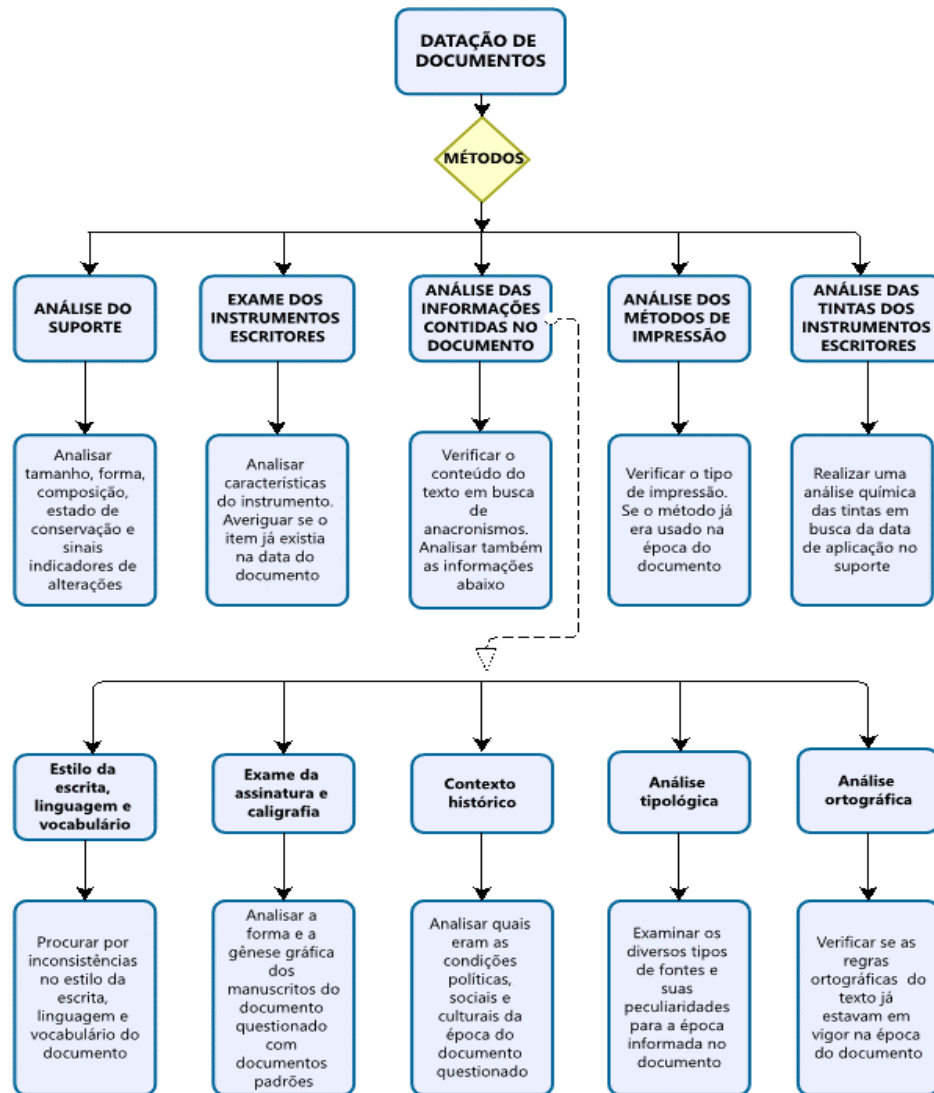 DATAÇÃO DE
DOCUMENTOS
MÉTODOS
ANÁLISE DO
SUPORTE
EXAME DOS
INSTRUMENTOS
ESCRITORES
ANÁLISE DAS
INFORMAÇÕES
CONTIDAS NO
DOCUMENTO
ANÁLISE DOS
MÉTODOS DE
IMPRESSÃO
ANÁLISE DAS
TINTAS DOS
INSTRUMENTOS
ESCRITORES
Analisar
tamanho, forma,
composição,
estado de
conservação e
sinais
indicadores de
alterações
Analisar
características
do instrumento.
Averiguar se o
item já existia
na data do
documento
Verificar o
conteúdo do
texto em busca
de
anacronismos.
Analisar também
as informações
abaixo
Verificar o tipo
de impressão.
Se o método já
era usado na
época do
documento
Realizar uma
análise química
das tintas em
busca da data
de aplicação no
suporte
Estilo da
escrita,
linguagem e
vocabulário
Exame da
assinatura e
caligrafia
Contexto
histórico
Análise
tipológica
Análise
ortográfica
Procurar por
inconsistências
no estilo da
escrita,
linguagem e
vocabulário do
documento
Analisar a
forma e a
gênese gráfica
dos
manuscritos do
documento
questionado
com
documentos
padrões
Analisar quais
eram as
condições
políticas,
sociais e
culturais da
época do
documento
questionado
Examinar os
diversos tipos
de fontes e
suas
peculiaridades
para a época
informada no
documento
Verificar se as
regras
ortográficas do
texto já
estavam em
vigor na época
do documento